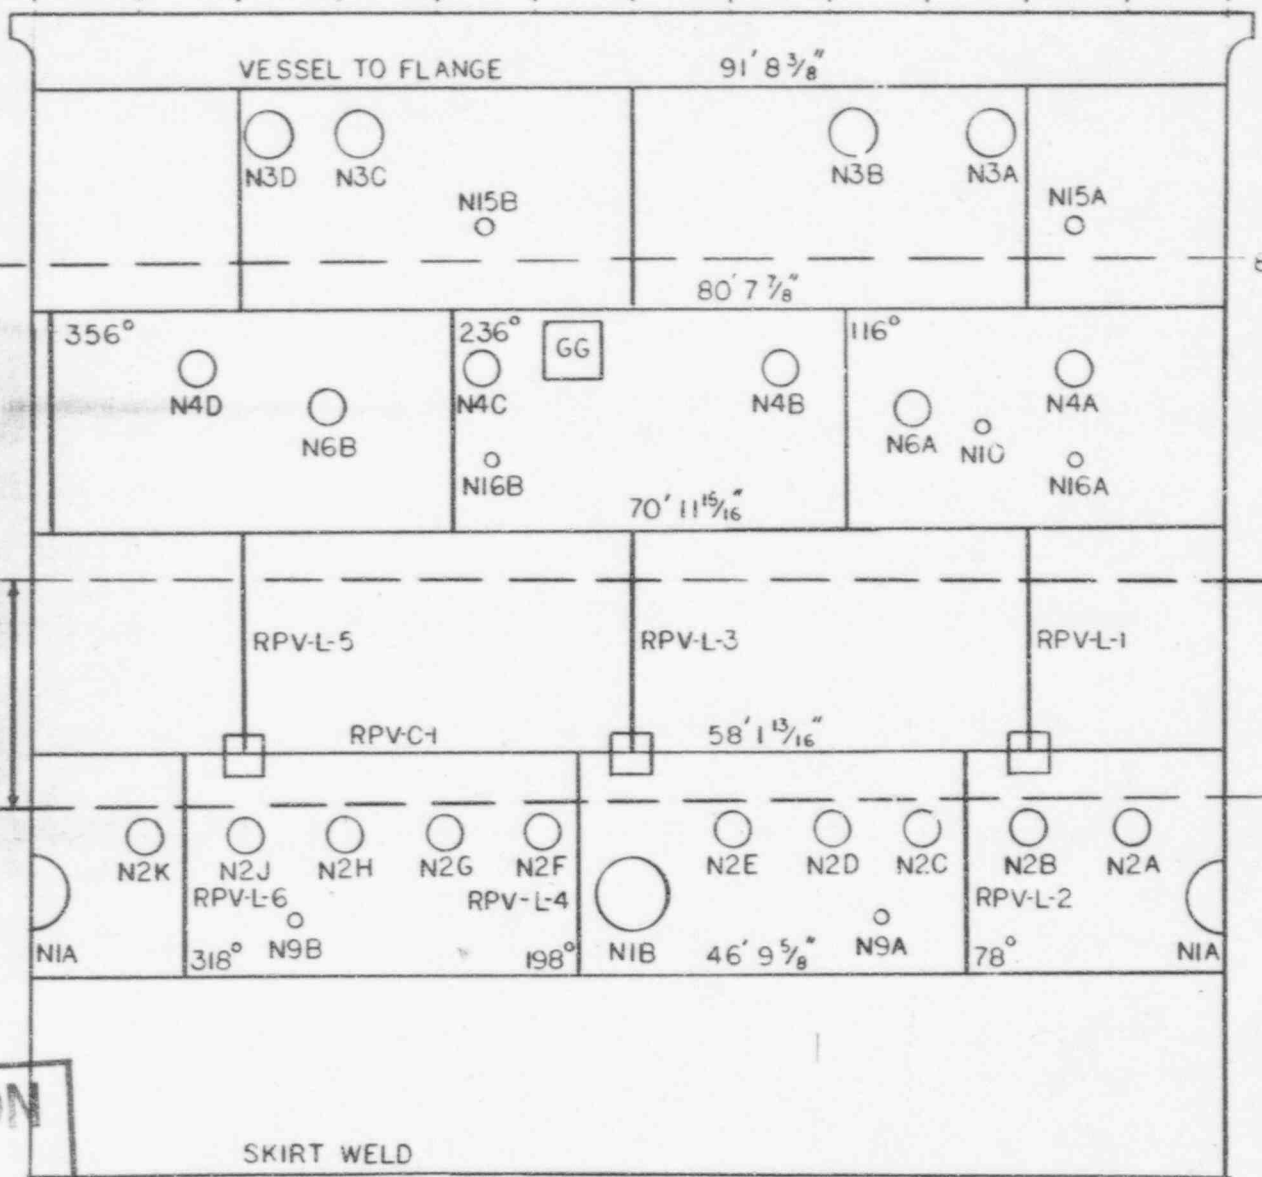 VESSEL TO FLANGE 91' 8 3/8"
N3D N3C N3B N3A
N15B N15A
80' 7 7/8"
356° 236° GG 116°
N4D N4C N4B N4A
N6B N6A N10
N16B N16A
70' 11 15/16"
RPV-L-5 RPV-L-3 RPV-L-1
RPV-C-1 58' 1 13/16"
N2K N2J N2H N2G N2F N2E N2D N2C N2B N2A
RPV-L-6 RPV-L-4 RPV-L-2
N1A 318° N9B 198° N1B 46' 9 5/8" N9A 78° N1A
SKIRT WELD